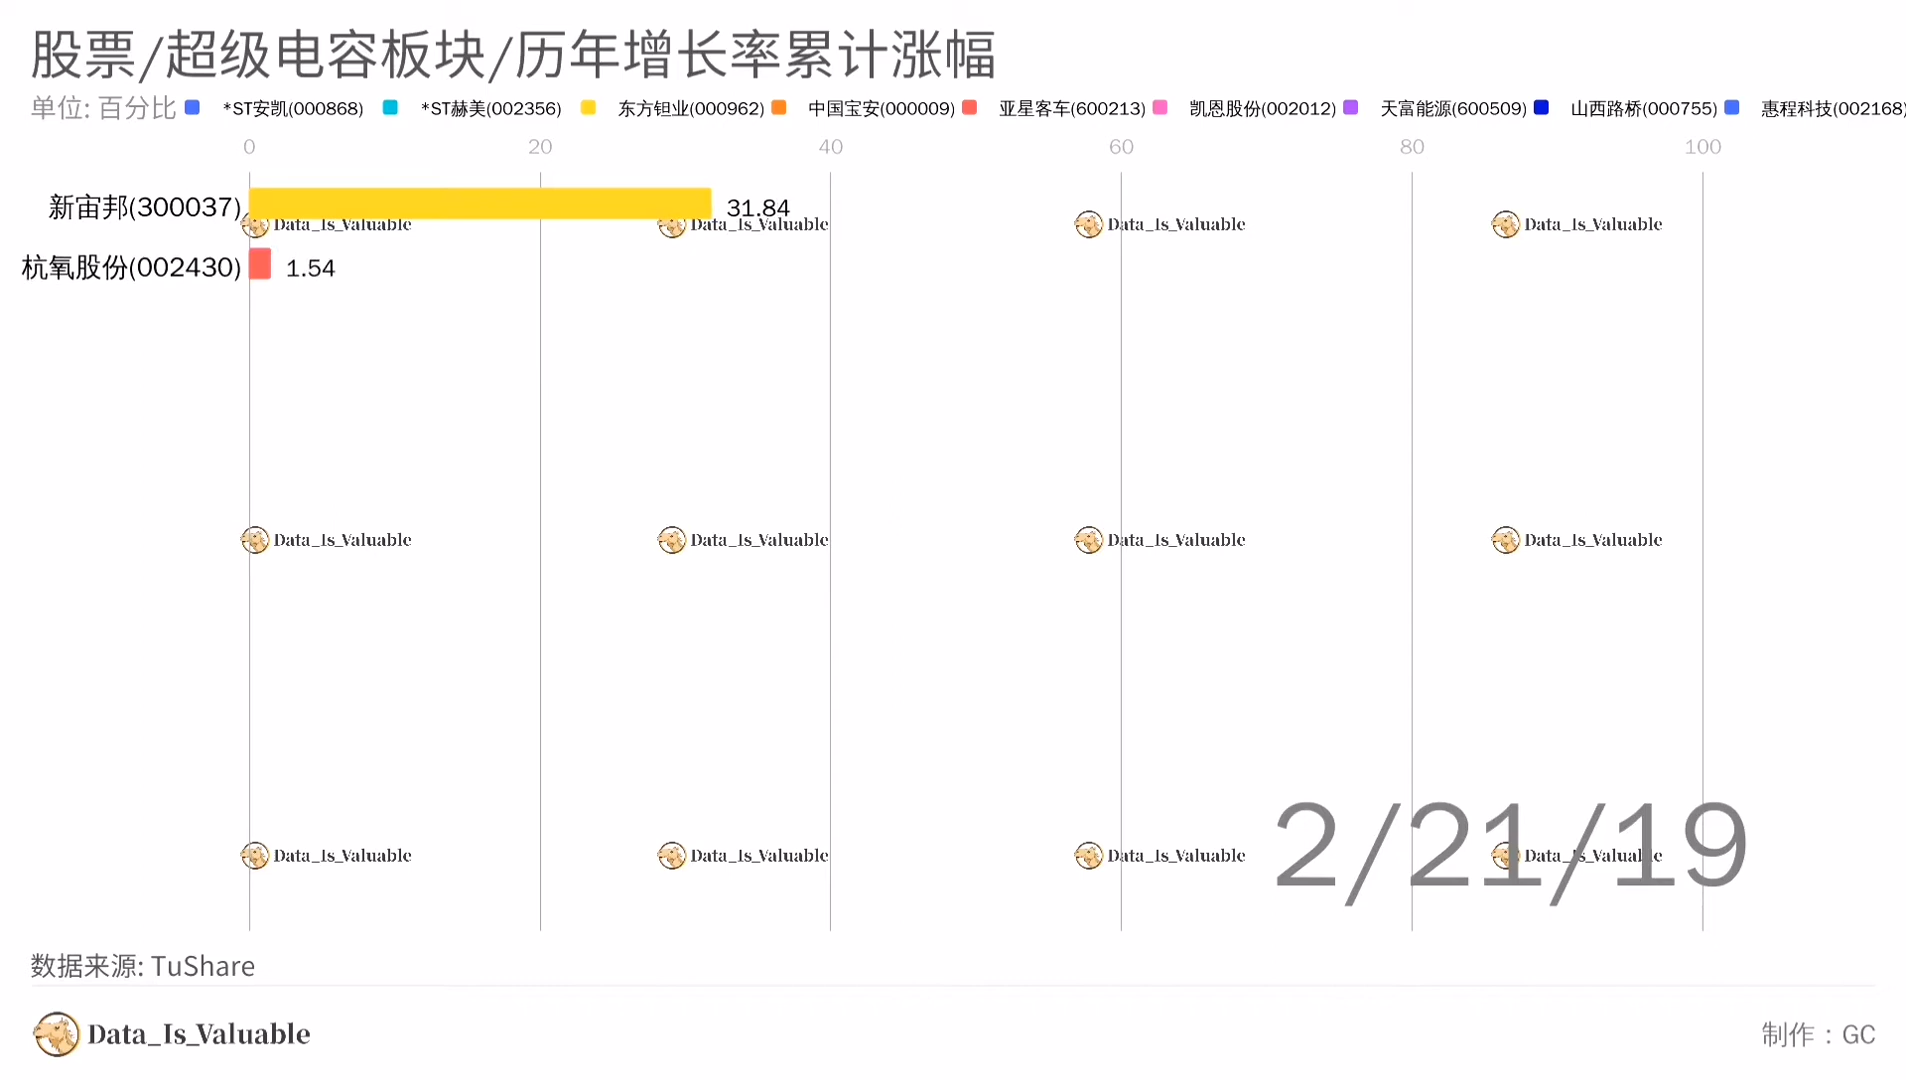 股票/超级电容板块/历年增长率累计涨幅
单位: 百分比 *ST安凯(000868) *ST赫美(002356) 东方钽业(000962) 中国宝安(000009) 亚星客车(600213) 凯恩股份(002012) 天富能源(600509) 山西路桥(000755) 惠程科技(002168)
0 20 40 60 80 100
新宙邦(300037) 31.84
Data_Is_Valuable Data_Is_Valuable Data_Is_Valuable Data_Is_Valuable
杭氧股份(002430) 1.54
Data_Is_Valuable Data_Is_Valuable Data_Is_Valuable Data_Is_Valuable
2/21/19
Data_Is_Valuable Data_Is_Valuable Data_Is_Valuable Data_Is_Valuable
数据来源: TuShare
Data_Is_Valuable 制作：GC